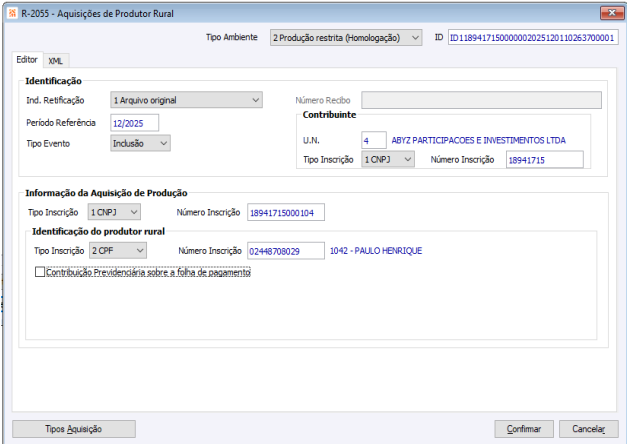 R-2055 - Aquisições de Produtor Rural
Tipo Ambiente 2 Produção restrita (Homologação) ID ID1189417150000002025120110263700001
Editor XML
Identificação
Ind. Retificação 1 Arquivo original Número Recibo
Contribuinte
Período Referência 12/2025
U.N. 4 ABYZ PARTICIPACOES E INVESTIMENTOS LTDA
Tipo Evento Inclusão
Tipo Inscrição 1 CNPJ Número Inscrição 18941715
Informação da Aquisição de Produção
Tipo Inscrição 1 CNPJ Número Inscrição 18941715000104
Identificação do produtor rural
Tipo Inscrição 2 CPF Número Inscrição 02448708029 1042 - PAULO HENRIQUE
Contribuição Previdenciária sobre a folha de pagamento
Tipos Aquisição Confirmar Cancelar